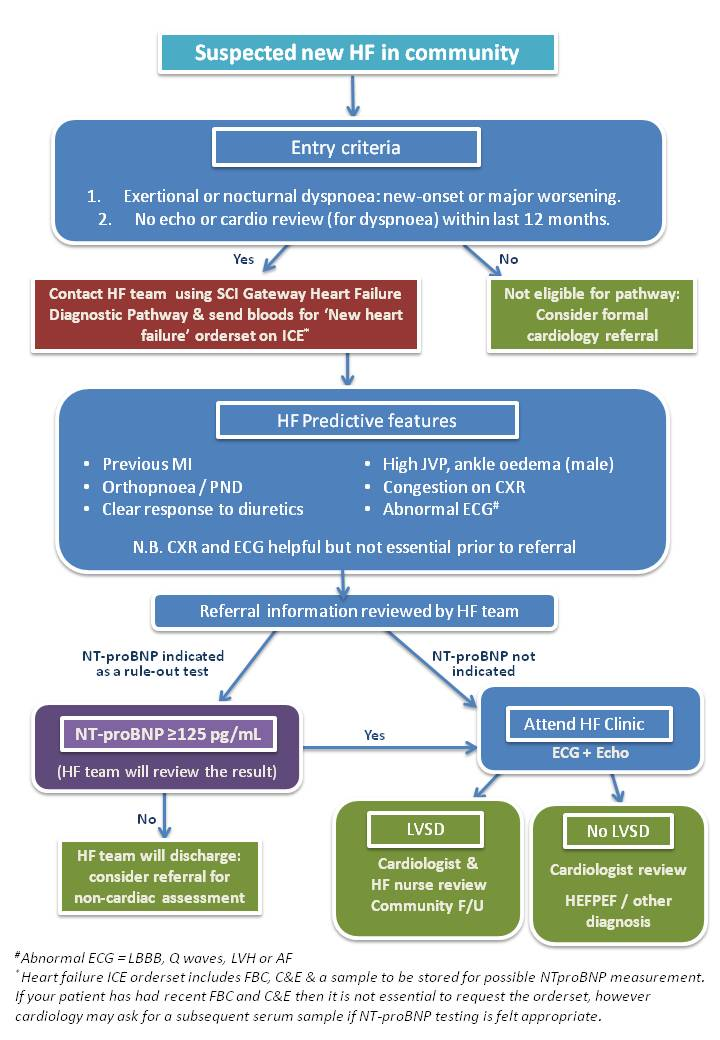 Suspected new HF in community
Entry criteria
1. Exertional or nocturnal dyspnoea: new-onset or major worsening.
2. No echo or cardio review (for dyspnoea) within last 12 months.
Yes
No
Contact HF team using SCI Gateway Heart Failure
Diagnostic Pathway & send bloods for ‘New heart
failure’ orderset on ICE*
Not eligible for pathway:
Consider formal
cardiology referral
HF Predictive features
• Previous MI
• Orthopnoea / PND
• Clear response to diuretics
• High JVP, ankle oedema (male)
• Congestion on CXR
• Abnormal ECG#
N.B. CXR and ECG helpful but not essential prior to referral
Referral information reviewed by HF team
NT-proBNP indicated
as a rule-out test
NT-proBNP not
indicated
NT-proBNP ≥125 pg/mL
(HF team will review the result)
Yes
Attend HF Clinic
ECG + Echo
No
HF team will discharge:
consider referral for
non-cardiac assessment
LVSD
Cardiologist &
HF nurse review
Community F/U
No LVSD
Cardiologist review
HEFPEF / other
diagnosis
#Abnormal ECG = LBBB, Q waves, LVH or AF
*Heart failure ICE orderset includes FBC, C&E & a sample to be stored for possible NTproBNP measurement.
If your patient has had recent FBC and C&E then it is not essential to request the orderset, however
cardiology may ask for a subsequent serum sample if NT-proBNP testing is felt appropriate.